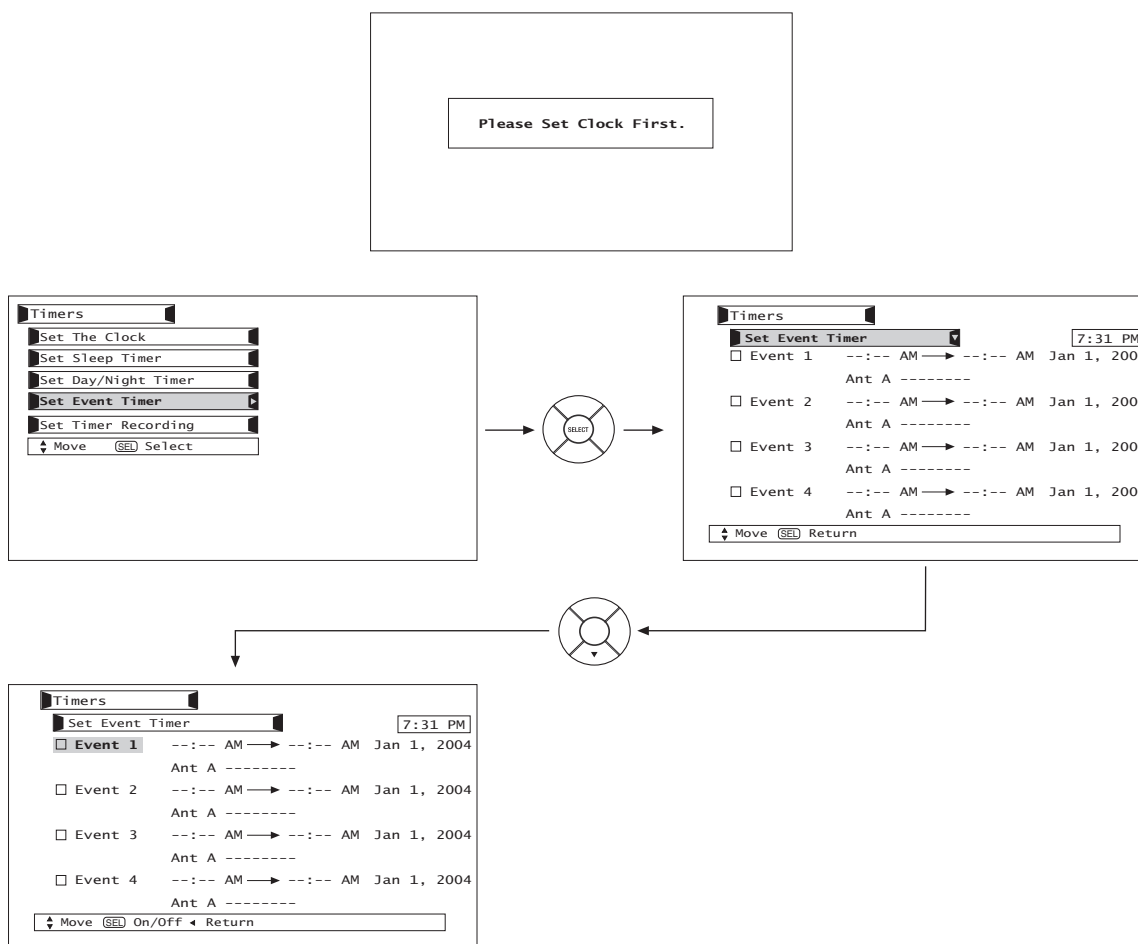 Please Set Clock First.
Timers
Set The Clock
Set Sleep Timer
Set Day/Night Timer
Set Event Timer
Set Timer Recording
Move SEL Select
SELECT
Timers
Set Event Timer 7:31 PM
Event 1 --:-- AM → --:-- AM Jan 1, 200
Ant A --------
Event 2 --:-- AM → --:-- AM Jan 1, 200
Ant A --------
Event 3 --:-- AM → --:-- AM Jan 1, 200
Ant A --------
Event 4 --:-- AM → --:-- AM Jan 1, 200
Ant A --------
Move SEL Return
Timers
Set Event Timer 7:31 PM
Event 1 --:-- AM → --:-- AM Jan 1, 2004
Ant A --------
Event 2 --:-- AM → --:-- AM Jan 1, 2004
Ant A --------
Event 3 --:-- AM → --:-- AM Jan 1, 2004
Ant A --------
Event 4 --:-- AM → --:-- AM Jan 1, 2004
Ant A --------
Move SEL On/Off ◂ Return